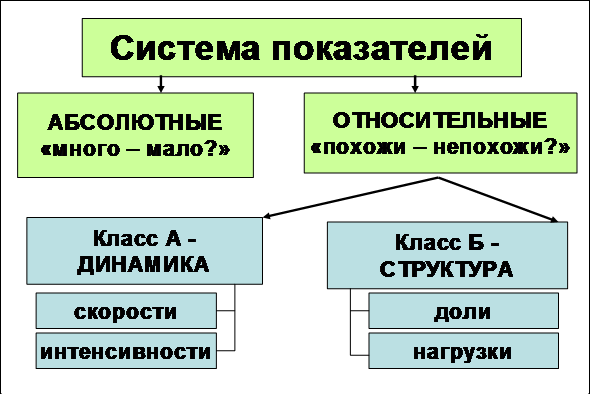 Система показателей
АБСОЛЮТНЫЕ
«много – мало?»
ОТНОСИТЕЛЬНЫЕ
«похожи – непохожи?»
Класс А -
ДИНАМИКА
скорости
интенсивности
Класс Б -
СТРУКТУРА
доли
нагрузки